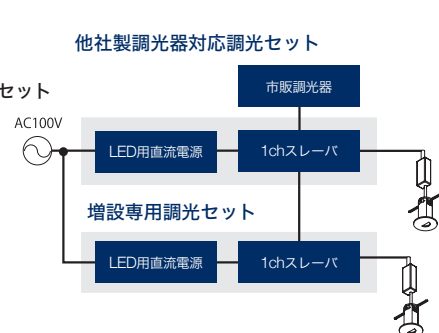 他社製調光器対応調光セット
市販調光器
セット
AC100V
LED用直流電源
1chスレーバ
増設専用調光セット
LED用直流電源
1chスレーバ